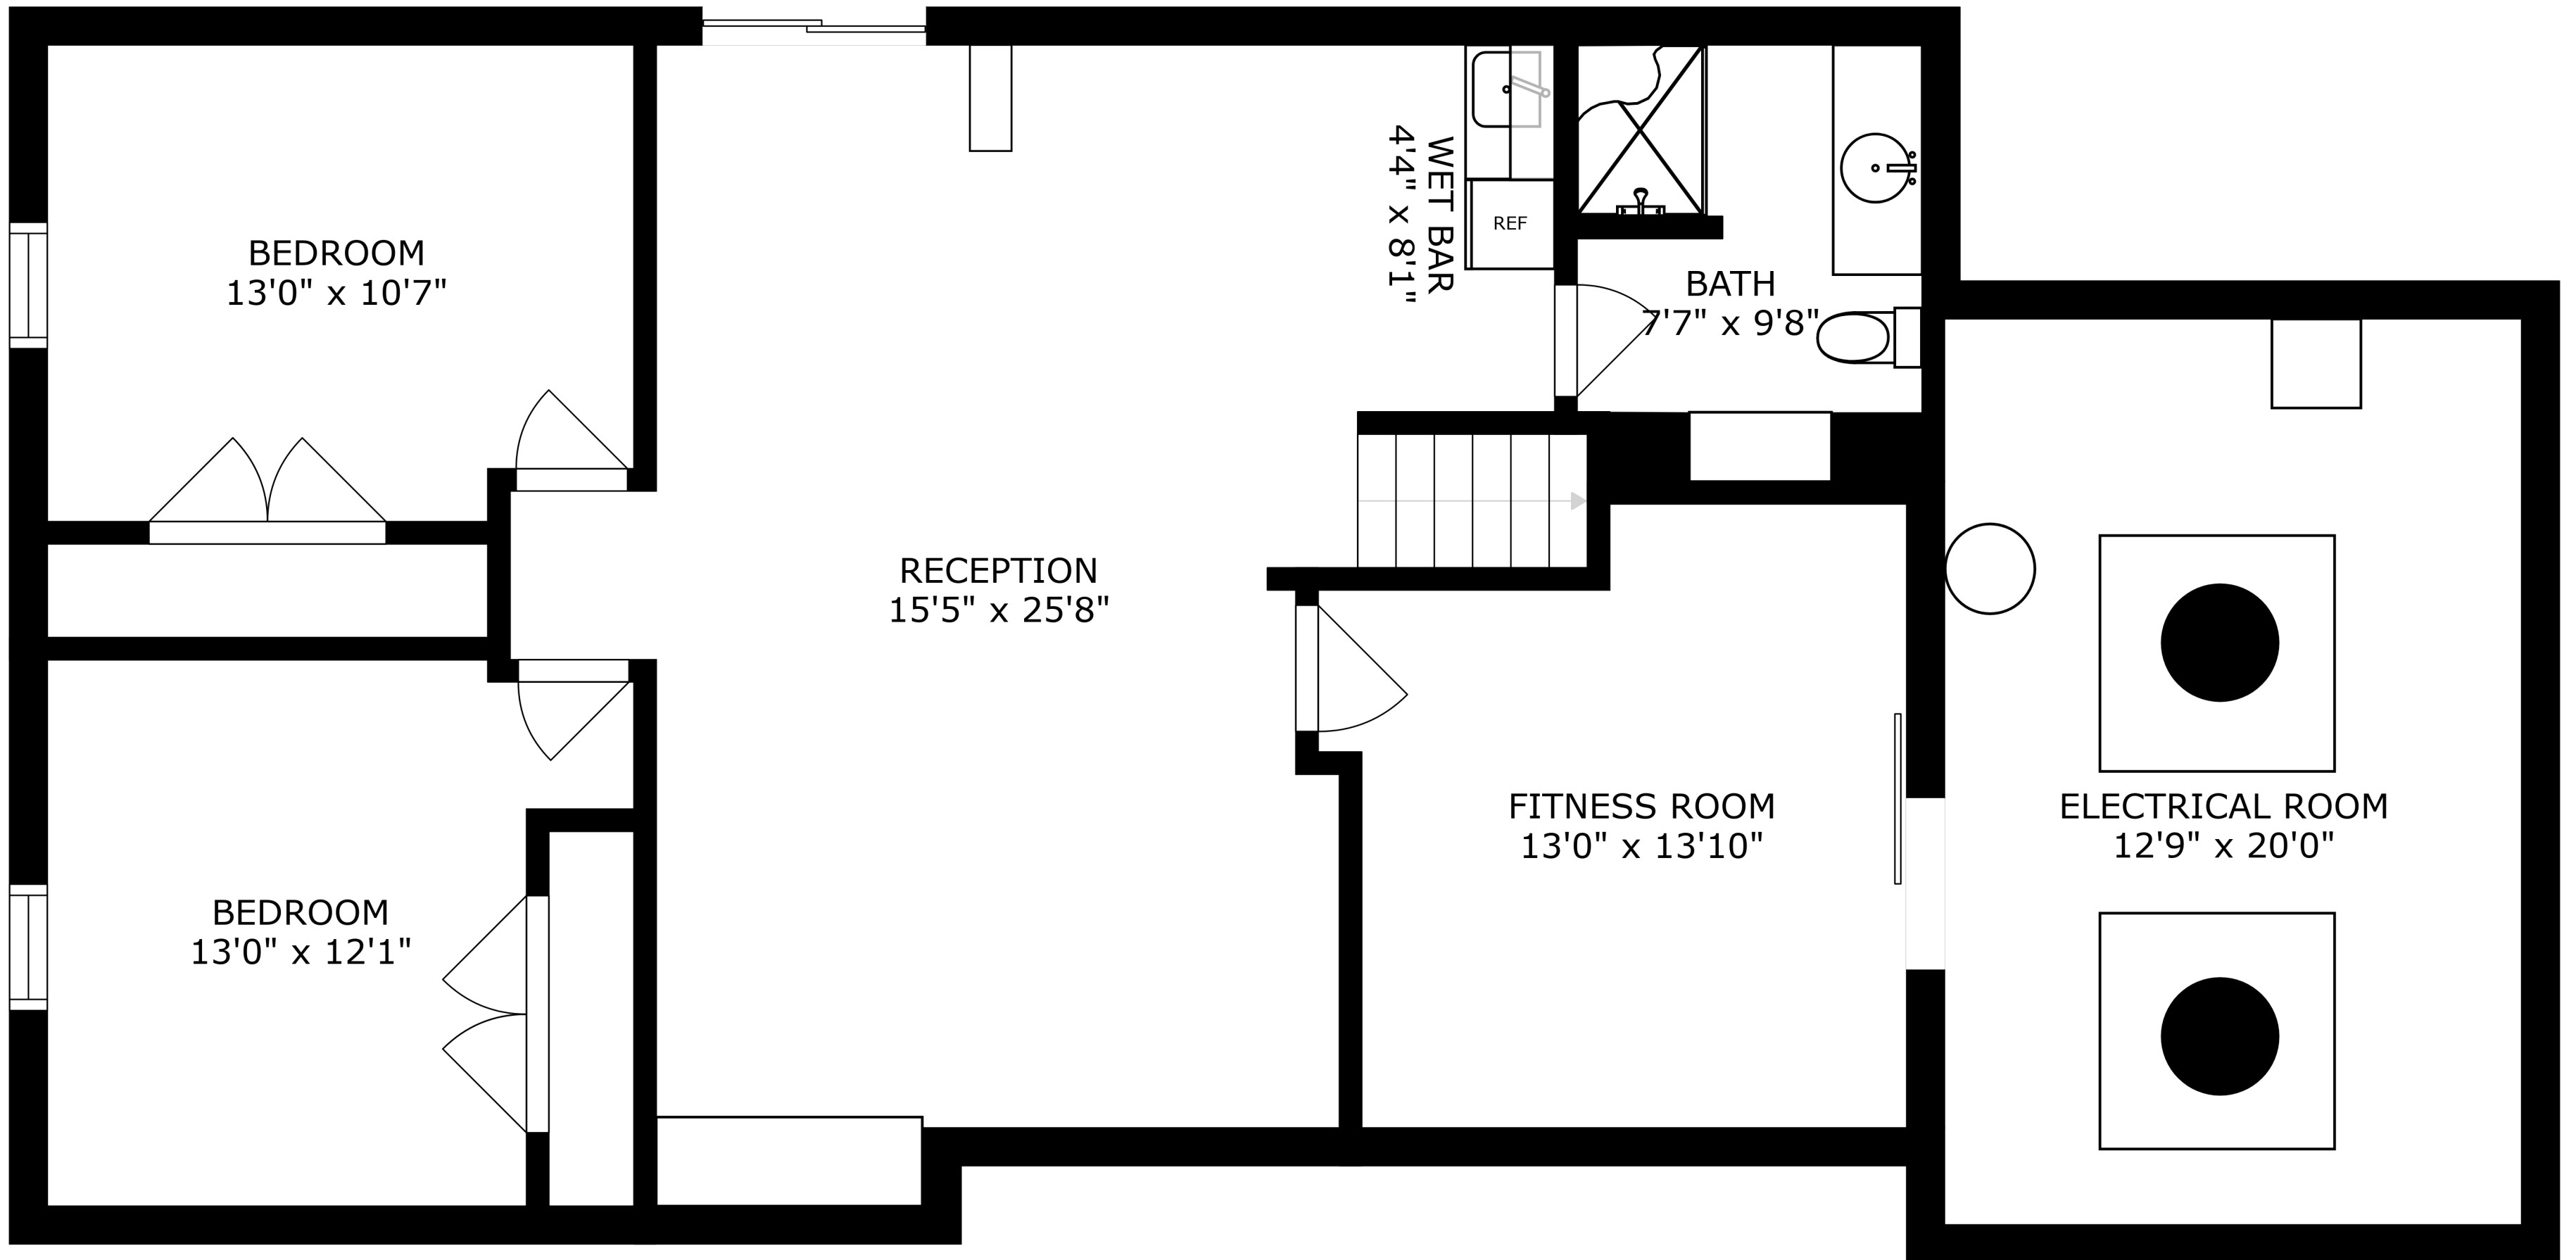 BEDROOM
13'0" x 10'7"
WET BAR
4'4" x 8'1"
REF
BATH
7'7" x 9'8"
RECEPTION
15'5" x 25'8"
FITNESS ROOM
13'0" x 13'10"
ELECTRICAL ROOM
12'9" x 20'0"
BEDROOM
13'0" x 12'1"